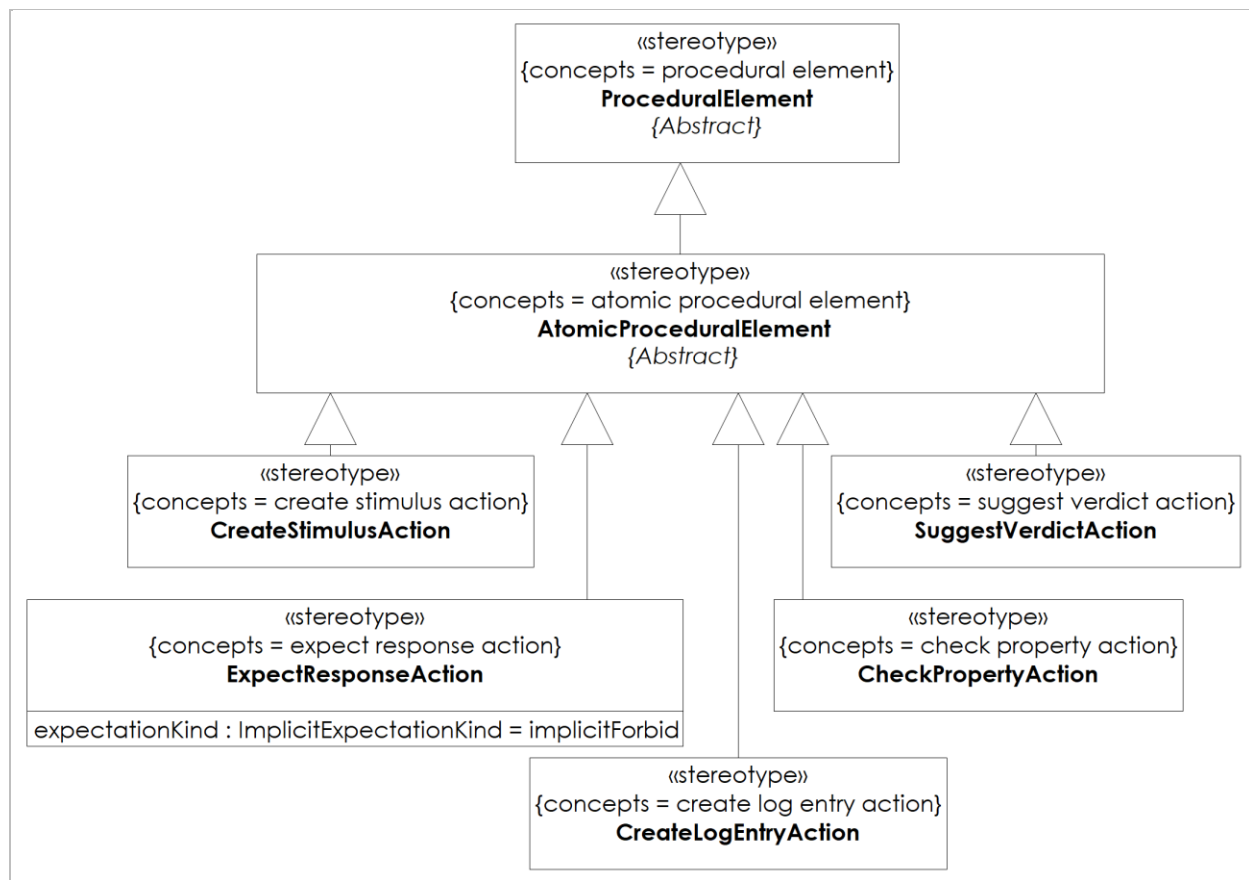 «stereotype»
{concepts = procedural element}
ProceduralElement
{Abstract}
«stereotype»
{concepts = atomic procedural element}
AtomicProceduralElement
{Abstract}
«stereotype»
{concepts = create stimulus action}
CreateStimulusAction
«stereotype»
{concepts = suggest verdict action}
SuggestVerdictAction
«stereotype»
{concepts = expect response action}
ExpectResponseAction
expectationKind : ImplicitExpectationKind = implicitForbid
«stereotype»
{concepts = check property action}
CheckPropertyAction
«stereotype»
{concepts = create log entry action}
CreateLogEntryAction